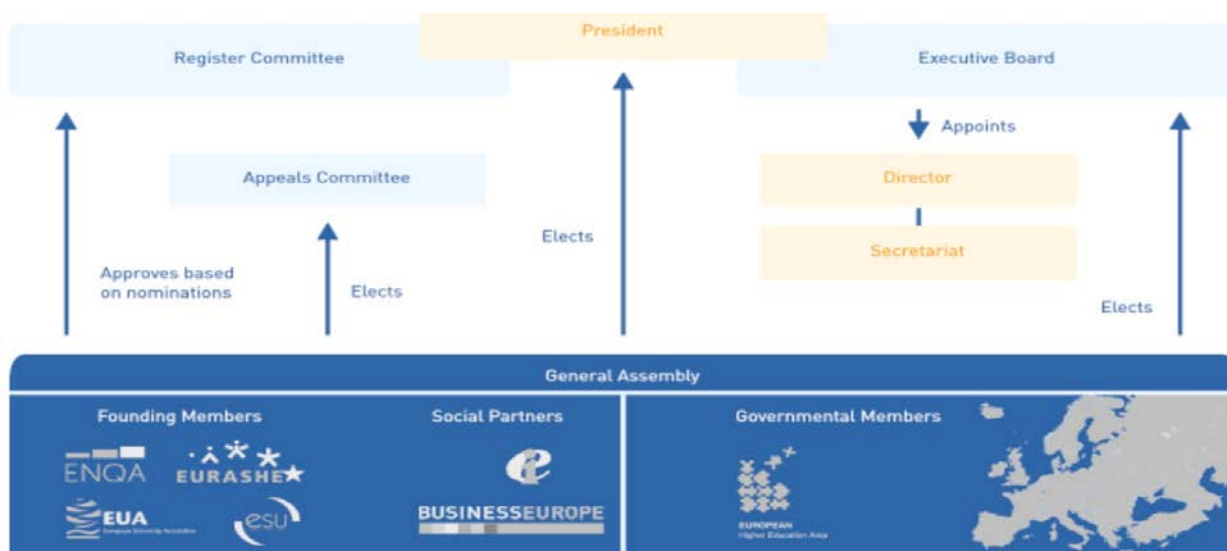 President
Register Committee
Executive Board
Appoints
Appeals Committee
Director
Elects
Secretariat
Approves based
on nominations
Elects
Elects
General Assembly
Founding Members
Social Partners
Governmental Members
ENQA
EURASHE
EUA
esu
BUSINESSEUROPE
EUROPEAN
Higher Education Area